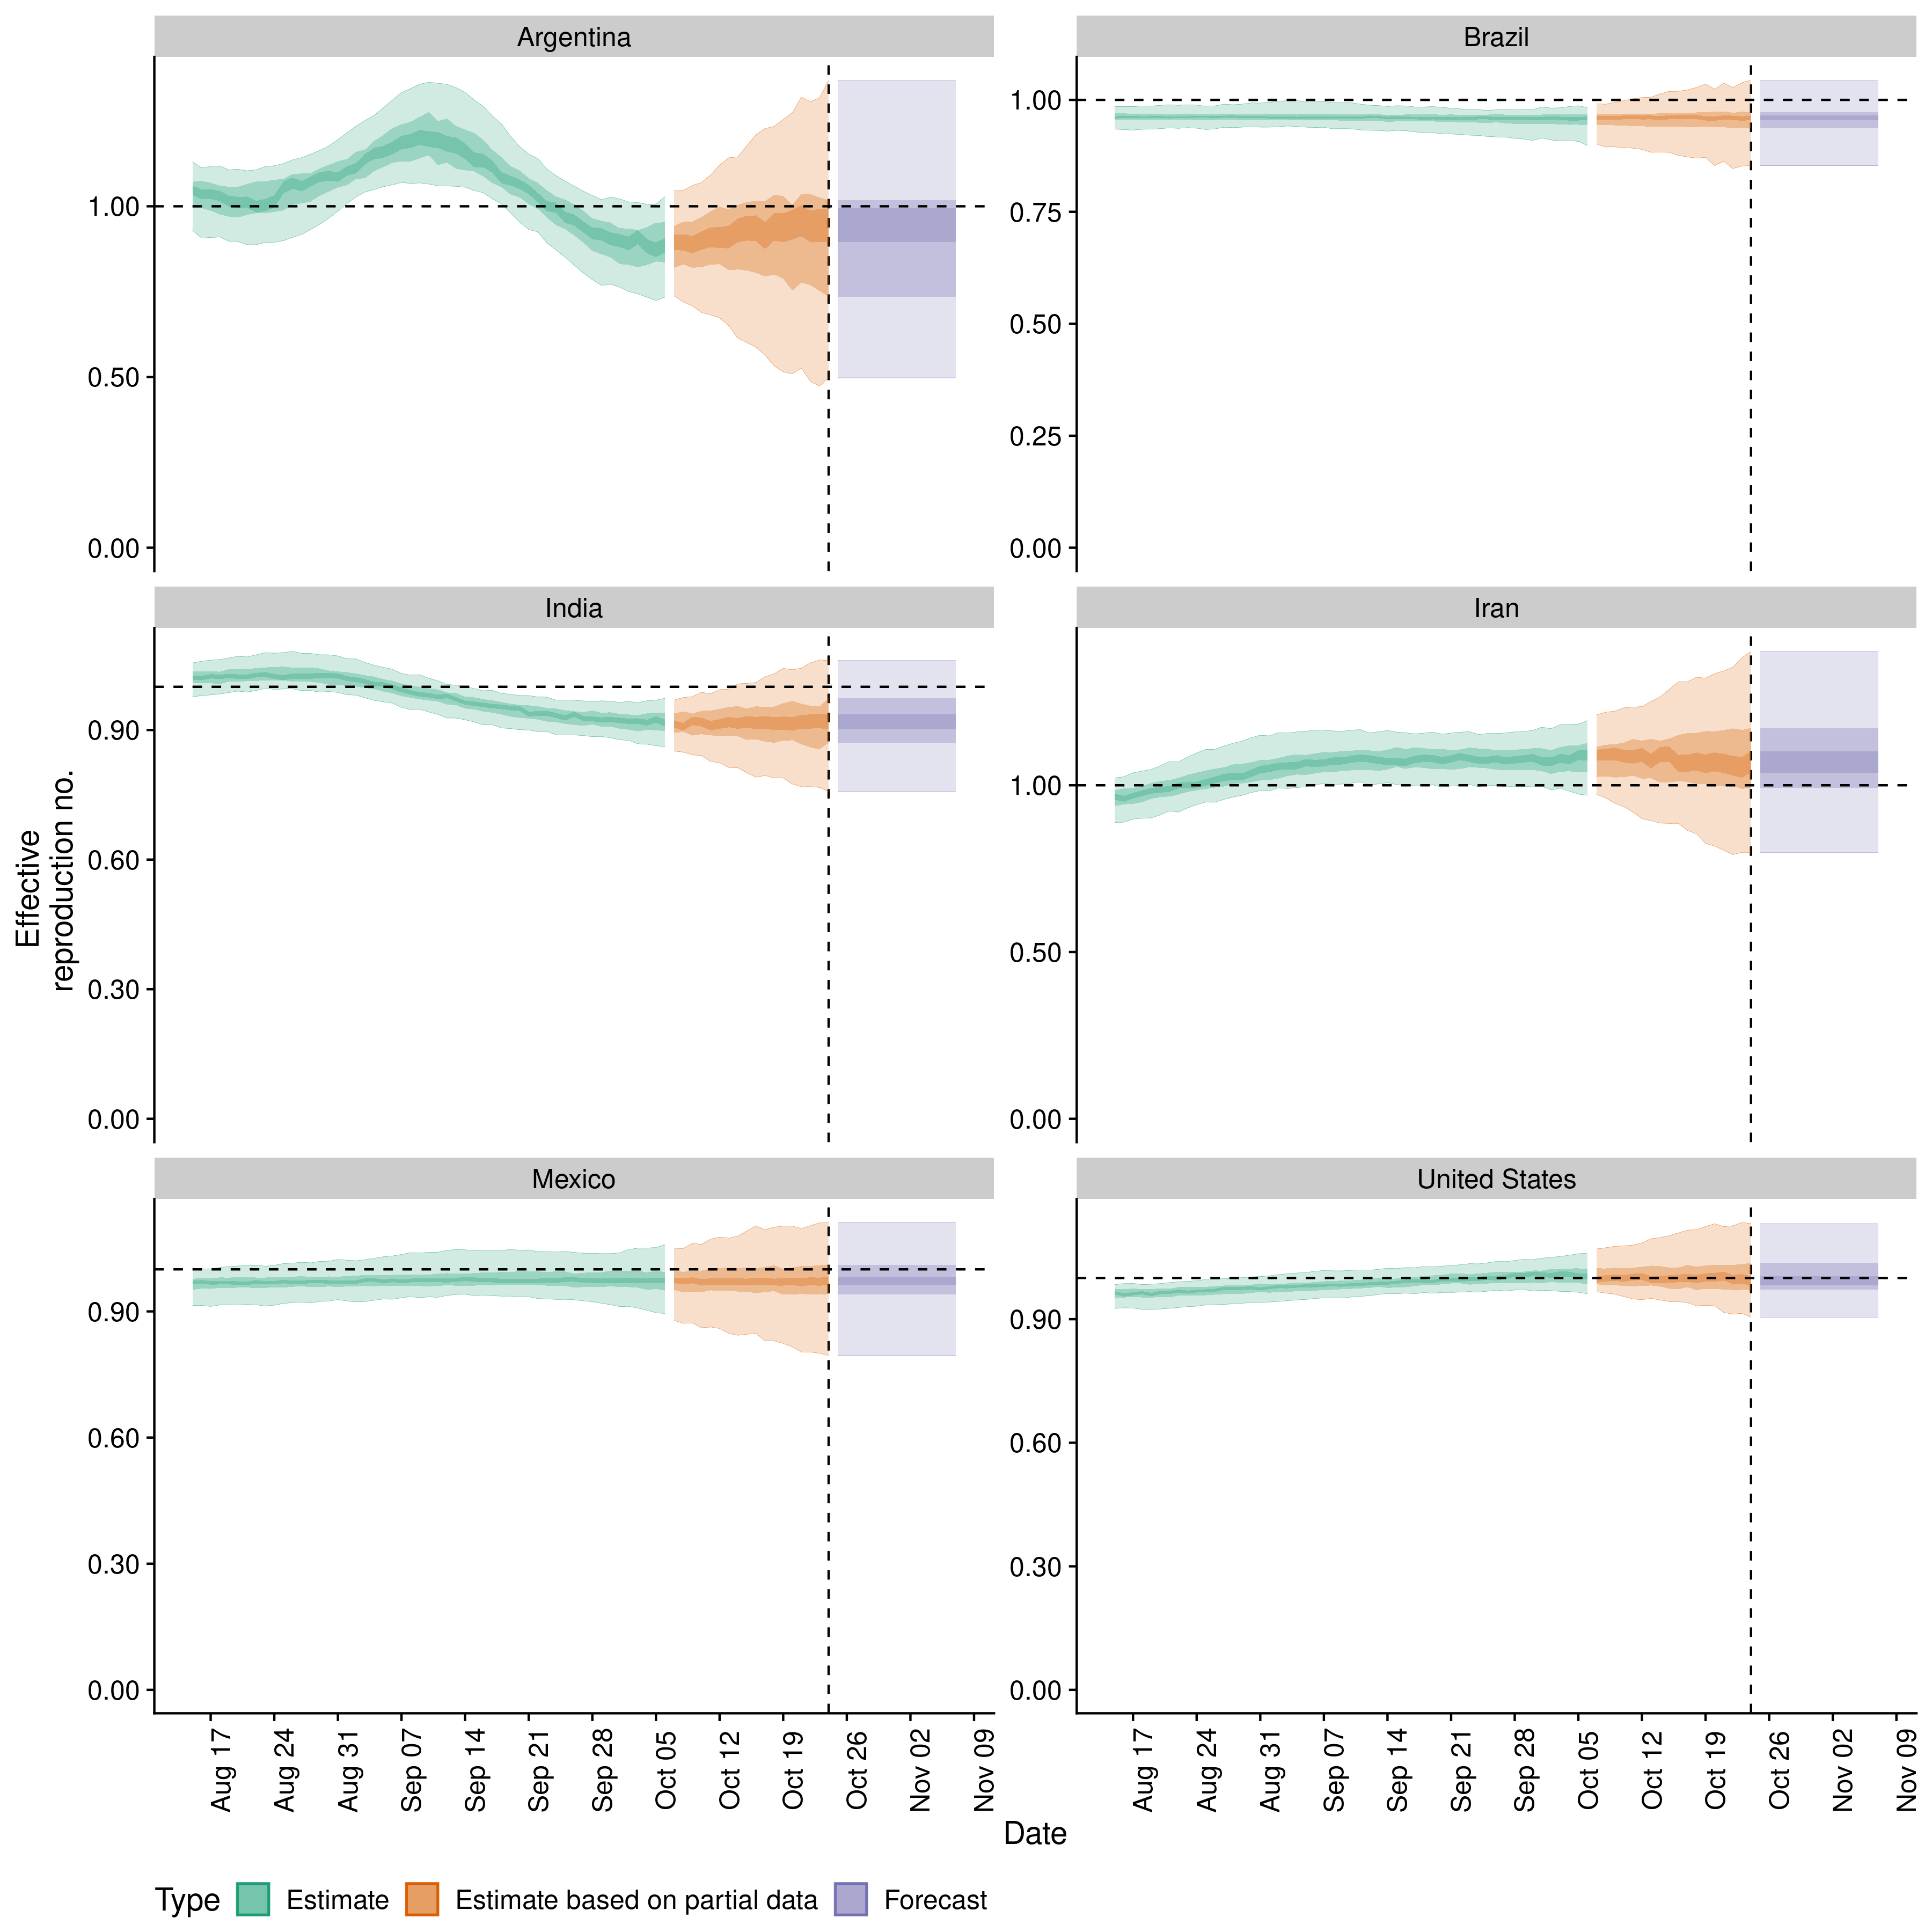 Argentina
Brazil
1.00
0.50
0.00
1.00
0.75
0.50
0.25
0.00
India
Iran
0.90
0.60
0.30
0.00
1.00
0.50
0.00
Effective
reproduction no.
Mexico
United States
0.90
0.60
0.30
0.00
0.90
0.60
0.30
0.00
Aug 17
Aug 24
Aug 31
Sep 07
Sep 14
Sep 21
Sep 28
Oct 05
Oct 12
Oct 19
Oct 26
Nov 02
Nov 09
Aug 17
Aug 24
Aug 31
Sep 07
Sep 14
Sep 21
Sep 28
Oct 05
Oct 12
Oct 19
Oct 26
Nov 02
Nov 09
Date
Type Estimate Estimate based on partial data Forecast